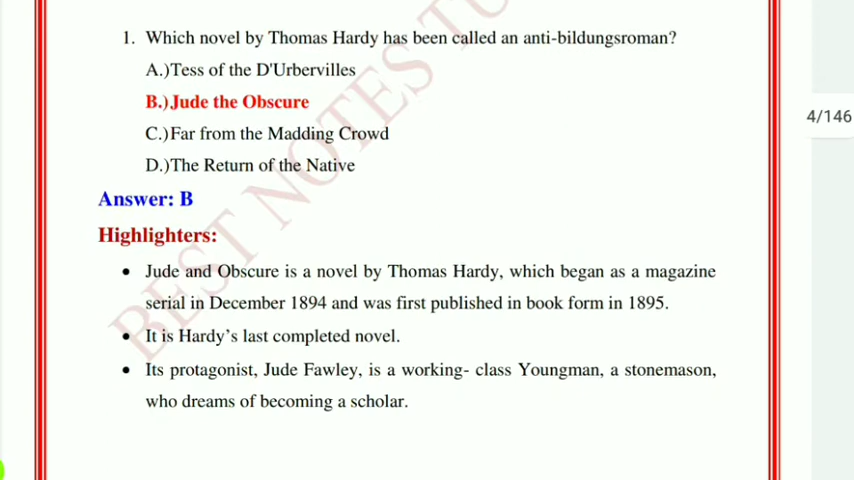 1. Which novel by Thomas Hardy has been called an anti-bildungsroman?
A.)Tess of the D'Urbervilles
B.)Jude the Obscure
C.)Far from the Madding Crowd
D.)The Return of the Native
Answer: B
Highlighters:
• Jude and Obscure is a novel by Thomas Hardy, which began as a magazine
serial in December 1894 and was first published in book form in 1895.
• It is Hardy’s last completed novel.
• Its protagonist, Jude Fawley, is a working- class Youngman, a stonemason,
who dreams of becoming a scholar.
4/146
BEST NOTES TU